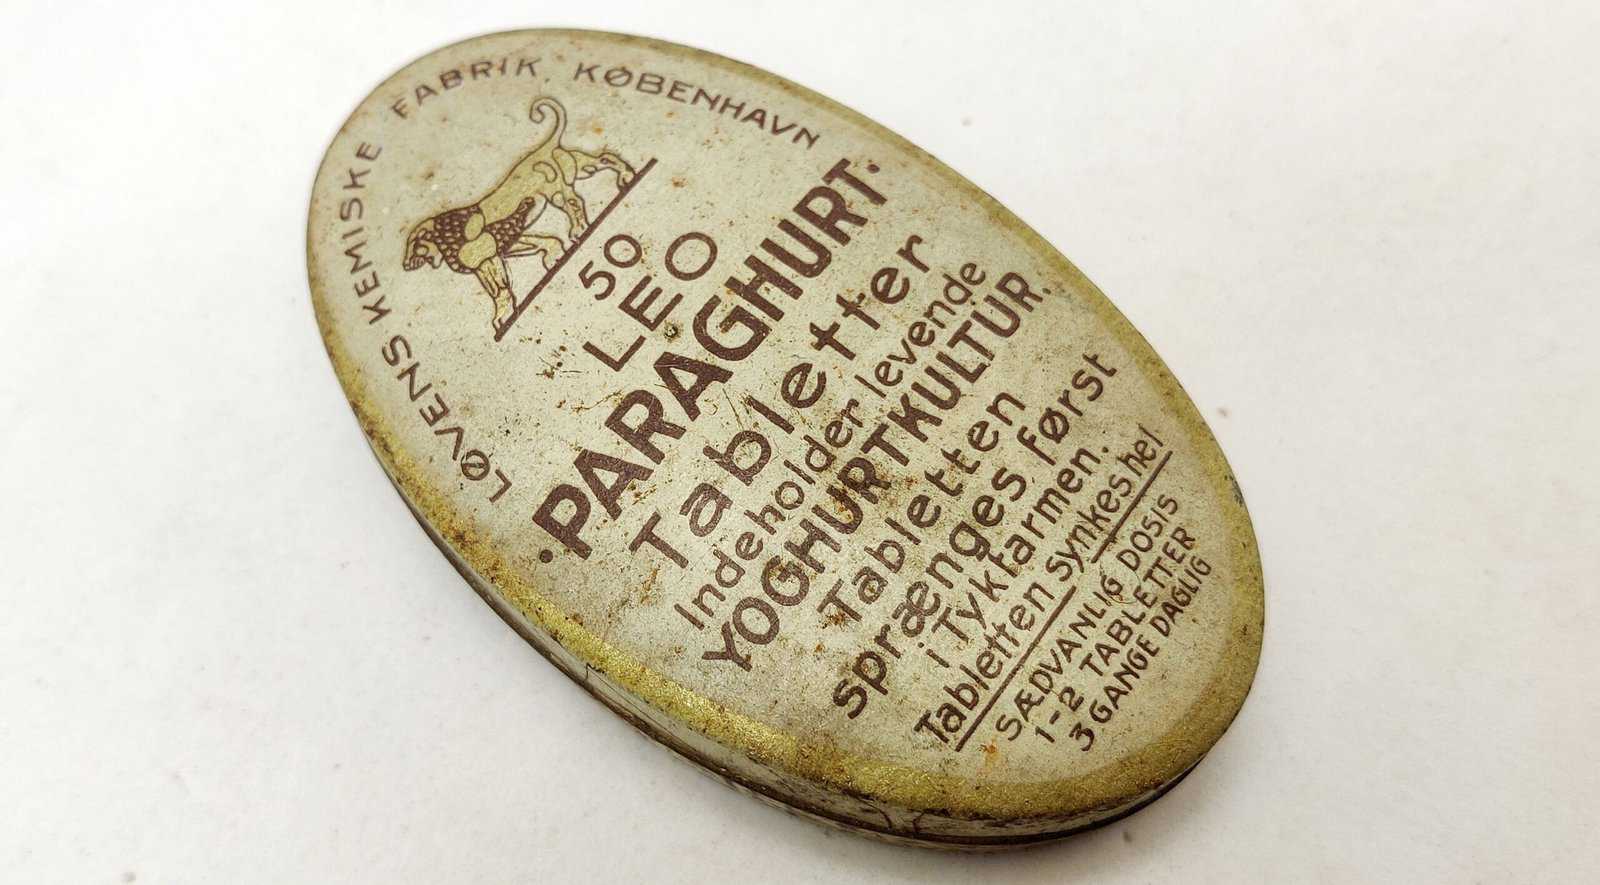 LØVENS KEMISKE FABRIK KØBENHAVN
50
LEO
·PARAGHURT·
Tabletter
Indeholder levende
YOGHURTKULTUR.
Tabletten
sprænges først
i Tyktarmen.
Tabletten synkes hel
SÆDVANLIG DOSIS
1-2 TABLETTER
3 GANGE DAGLIG